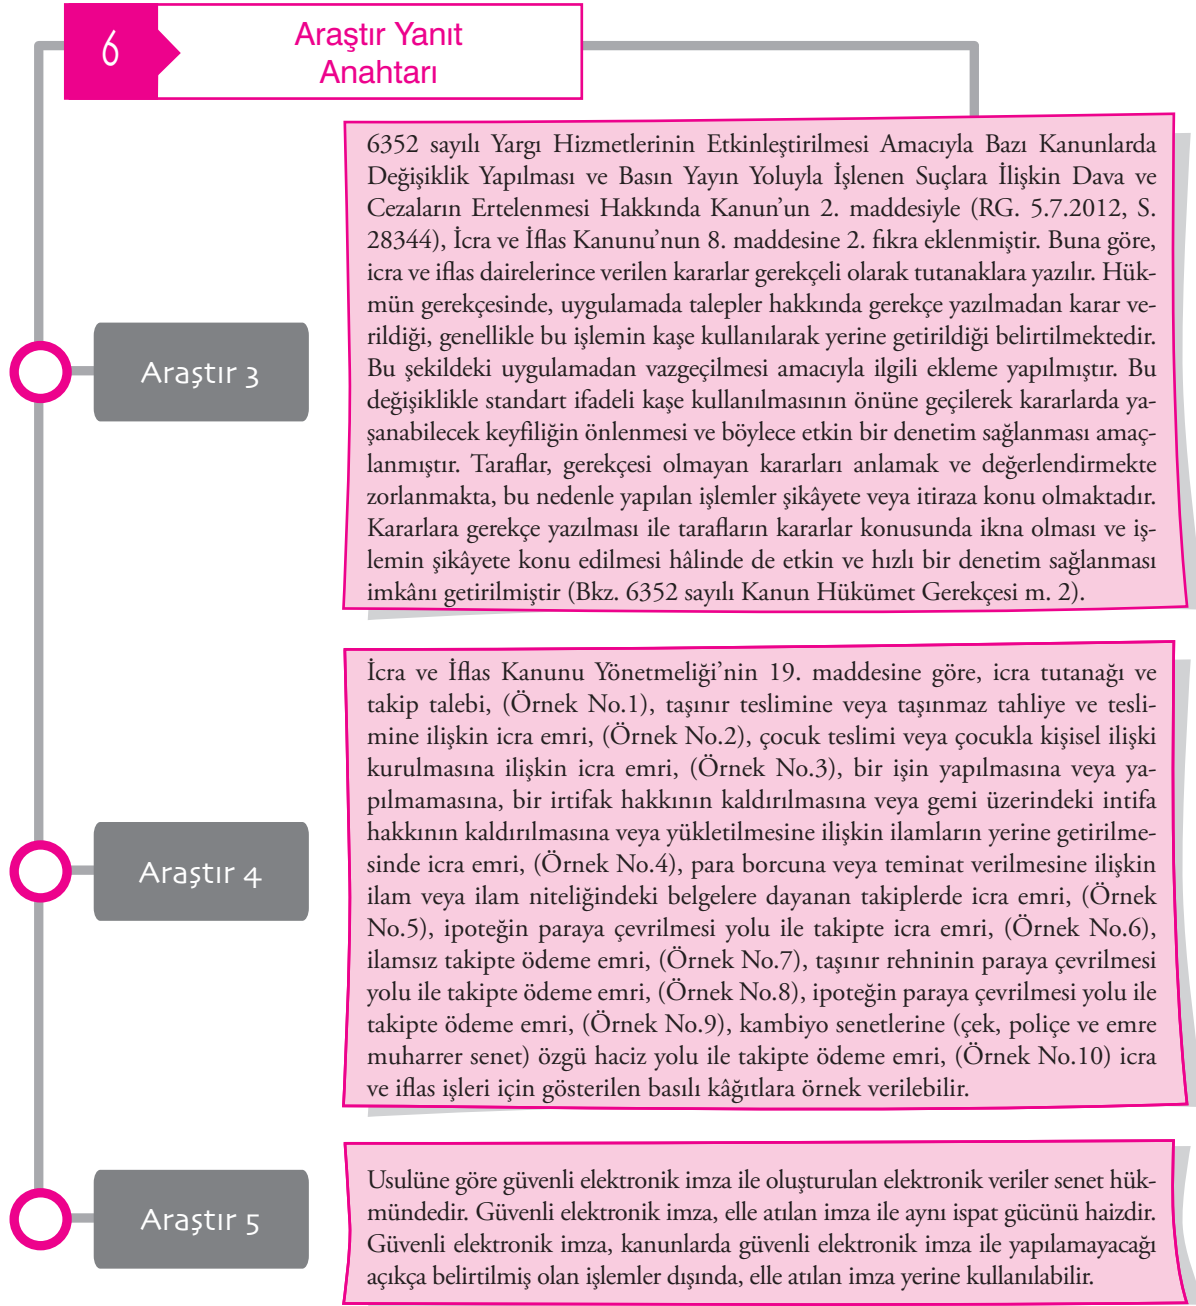 6
Araştır Yanıt
Anahtarı
6352 sayılı Yargı Hizmetlerinin Etkinleştirilmesi Amacıyla Bazı Kanunlarda
Değişiklik Yapılması ve Basın Yayın Yoluyla İşlenen Suçlara İlişkin Dava ve
Cezaların Ertelenmesi Hakkında Kanun’un 2. maddesiyle (RG. 5.7.2012, S.
28344), İcra ve İflas Kanunu’nun 8. maddesine 2. fıkra eklenmiştir. Buna göre,
icra ve iflas dairelerince verilen kararlar gerekçeli olarak tutanaklara yazılır. Hük-
mün gerekçesinde, uygulamada talepler hakkında gerekçe yazılmadan karar ve-
rildiği, genellikle bu işlemin kaşe kullanılarak yerine getirildiği belirtilmektedir.
Araştır 3
Bu şekildeki uygulamadan vazgeçilmesi amacıyla ilgili ekleme yapılmıştır. Bu
değişiklikle standart ifadeli kaşe kullanılmasının önüne geçilerek kararlarda ya-
şanabilecek keyfiliğin önlenmesi ve böylece etkin bir denetim sağlanması amaç-
lanmıştır. Taraflar, gerekçesi olmayan kararları anlamak ve değerlendirmekte
zorlanmakta, bu nedenle yapılan işlemler şikâyete veya itiraza konu olmaktadır.
Kararlara gerekçe yazılması ile tarafların kararlar konusunda ikna olması ve iş-
lemin şikâyete konu edilmesi hâlinde de etkin ve hızlı bir denetim sağlanması
imkânı getirilmiştir (Bkz. 6352 sayılı Kanun Hükümet Gerekçesi m. 2).
İcra ve İflas Kanunu Yönetmeliği’nin 19. maddesine göre, icra tutanağı ve
takip talebi, (Örnek No.1), taşınır teslimine veya taşınmaz tahliye ve tesli-
mine ilişkin icra emri, (Örnek No.2), çocuk teslimi veya çocukla kişisel ilişki
kurulmasına ilişkin icra emri, (Örnek No.3), bir işin yapılmasına veya ya-
pılmamasına, bir irtifak hakkının kaldırılmasına veya gemi üzerindeki intifa
hakkının kaldırılmasına veya yükletilmesine ilişkin ilamların yerine getirilme-
Araştır 4
sinde icra emri, (Örnek No.4), para borcuna veya teminat verilmesine ilişkin
ilam veya ilam niteliğindeki belgelere dayanan takiplerde icra emri, (Örnek
No.5), ipoteğin paraya çevrilmesi yolu ile takipte icra emri, (Örnek No.6),
ilamsız takipte ödeme emri, (Örnek No.7), taşınır rehninin paraya çevrilmesi
yolu ile takipte ödeme emri, (Örnek No.8), ipoteğin paraya çevrilmesi yolu ile
takipte ödeme emri, (Örnek No.9), kambiyo senetlerine (çek, poliçe ve emre
muharrer senet) özgü haciz yolu ile takipte ödeme emri, (Örnek No.10) icra
ve iflas işleri için gösterilen basılı kâğıtlara örnek verilebilir.
Usulüne göre güvenli elektronik imza ile oluşturulan elektronik veriler senet hük-
Araştır 5
mündedir. Güvenli elektronik imza, elle atılan imza ile aynı ispat gücünü haizdir.
Güvenli elektronik imza, kanunlarda güvenli elektronik imza ile yapılamayacağı
açıkça belirtilmiş olan işlemler dışında, elle atılan imza yerine kullanılabilir.